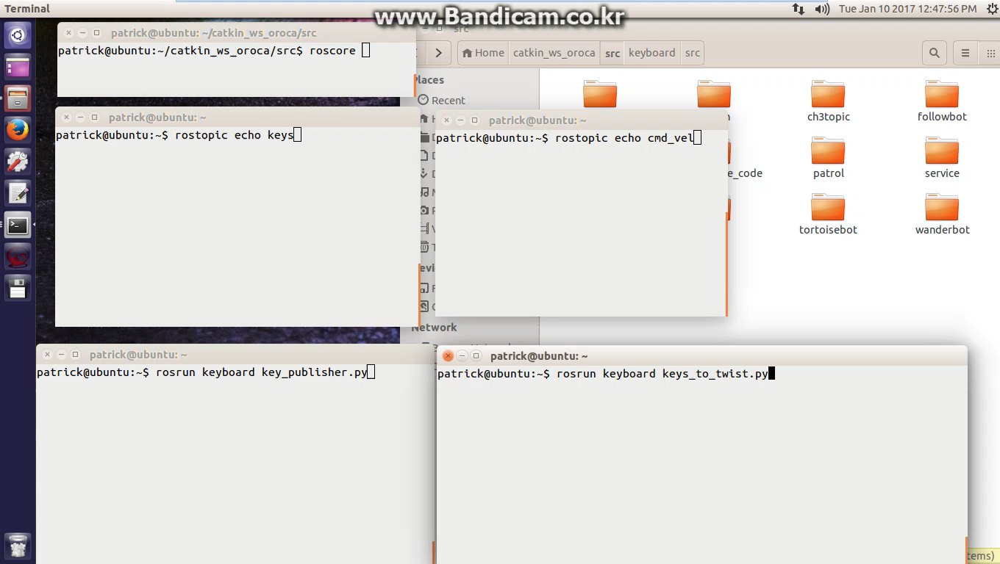 Terminal
www.Bandicam.co.kr
Tue Jan 10 2017 12:47:56 PM
patrick@ubuntu: ~/catkin_ws_oroca/src
patrick@ubuntu:~/catkin_ws_oroca/src$ roscore
src
Home catkin_ws_oroca src keyboard src
Places
Recent
Network
ch3topic
followbot
patrol
service
tortoisebot
wanderbot
patrick@ubuntu: ~
patrick@ubuntu:~$ rostopic echo keys
patrick@ubuntu: ~
patrick@ubuntu:~$ rostopic echo cmd_vel
patrick@ubuntu: ~
patrick@ubuntu:~$ rosrun keyboard key_publisher.py
patrick@ubuntu: ~
patrick@ubuntu:~$ rosrun keyboard keys_to_twist.py